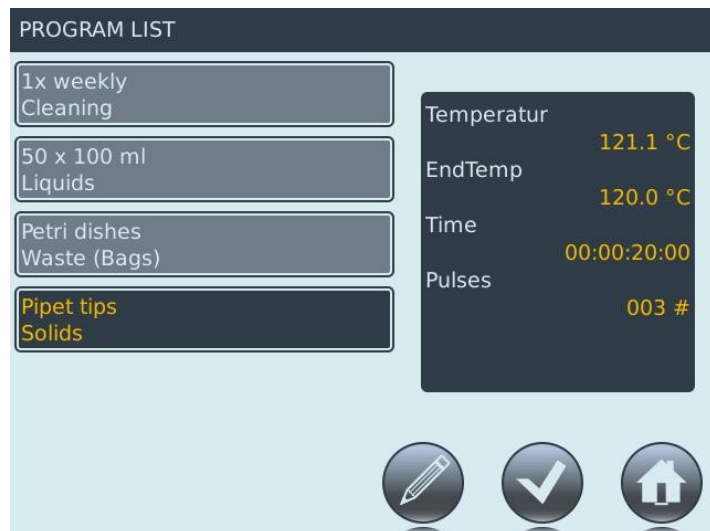 PROGRAM LIST
1x weekly
Cleaning
50 x 100 ml
Liquids
Petri dishes
Waste (Bags)
Pipet tips
Solids
Temperatur
121.1 °C
EndTemp
120.0 °C
Time
00:00:20:00
Pulses
003 #